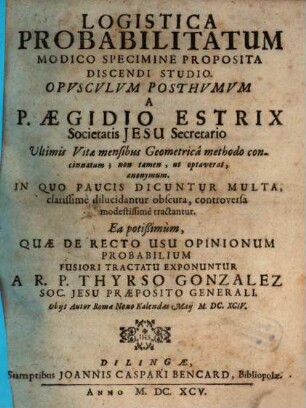 LOGISTICA
PROBABILITATUM
MODICO SPECIMINE PROPOSITA
DISCENDI STUDIO.
OPVSCVLVM POSTHVMVM
A
P. ÆGIDIO ESTRIX
Societatis JESU Secretario
Ultimis Vitæ mensibus Geometricâ methodo con-
cinnatum; non tamen, ut optaverat,
anonymum.
IN QUO PAUCIS DICUNTUR MULTA,
clarissimè dilucidantur obscura, controversa
modestissimè tractantur.
Ea potissimùm,
QUÆ DE RECTO USU OPINIONUM
PROBABILIUM
FUSIORI TRACTATU EXPONUNTUR
A R. P. THYRSO GONZALEZ
SOC. JESU PRÆPOSITO GENERALI.
Obijt Autor Romæ Nono Kalendas Maij M. DC. XCIV.
DILINGÆ,
Sumptibus JOANNIS CASPARI BENCARD, Bibliopolæ.
ANNO M. DC. XCV.